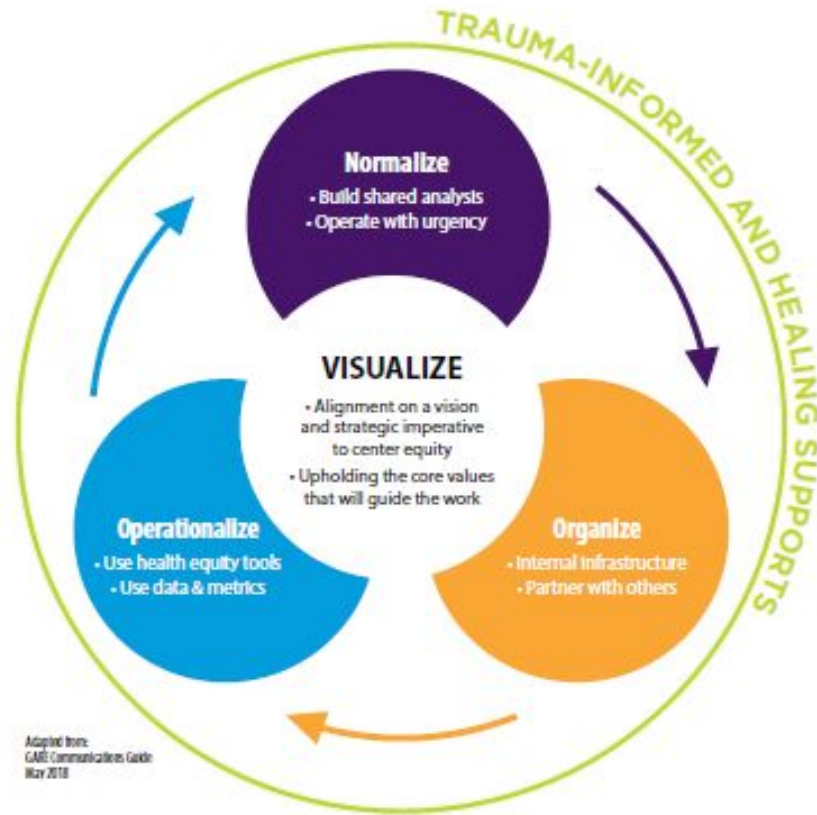 TRAUMA-INFORMED AND HEALING SUPPORTS
Normalize
• Build shared analysis
• Operate with urgency
VISUALIZE
• Alignment on a vision
and strategic imperative
to center equity
• Upholding the core values
that will guide the work
Operationalize
• Use health equity tools
• Use data & metrics
Organize
• Internal Infrastructure
• Partner with others
Adapted from:
GARE Communications Guide
May 2018